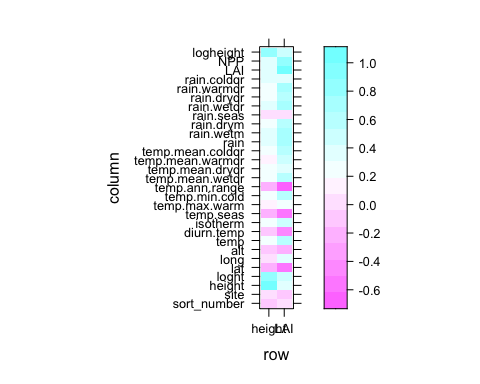 logheight
NPP
LAI
rain.coldqr
rain.warmqr
rain.dryqr
rain.wetqr
rain.seas
rain.drym
rain.wetm
rain
temp.mean.coldqr
temp.mean.warmqr
temp.mean.dryqr
temp.mean.wetqr
temp.ann.range
temp.min.cold
temp.max.warm
temp.seas
isotherm
diurn.temp
temp
alt
long
lat
loght
height
site
sort_number
column
height
LAI
row
1.0
0.8
0.6
0.4
0.2
0.0
-0.2
-0.4
-0.6